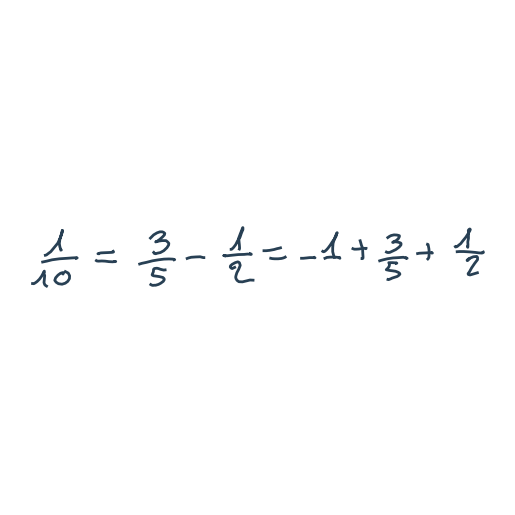 1/10 = 3/5 - 1/2 = -1 + 3/5 + 1/2